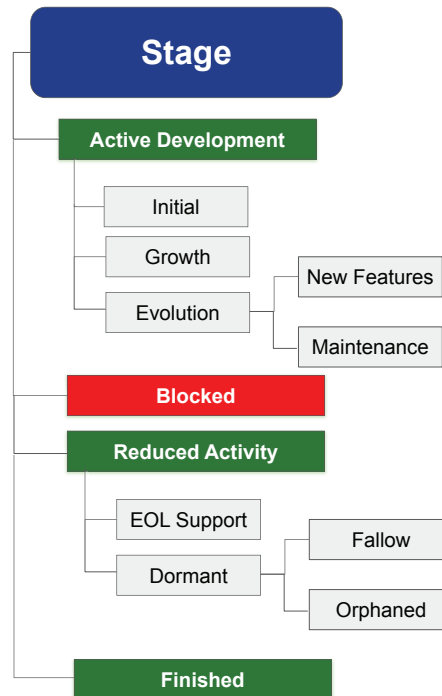 Stage
Active Development
Initial
Growth
New Features
Evolution
Maintenance
Blocked
Reduced Activity
EOL Support
Fallow
Dormant
Orphaned
Finished